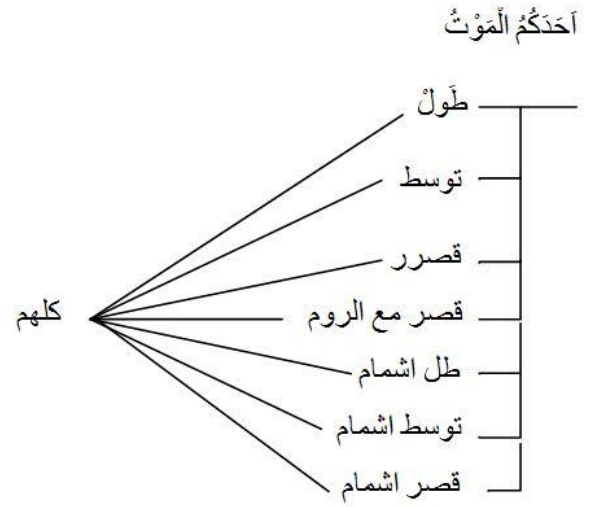 اَحَدَكُمُ الْمَوْتُ
طَولْ
توسط
قصرر
قصر مع الروم
كلهم
طل اشمام
توسط اشمام
قصر اشمام